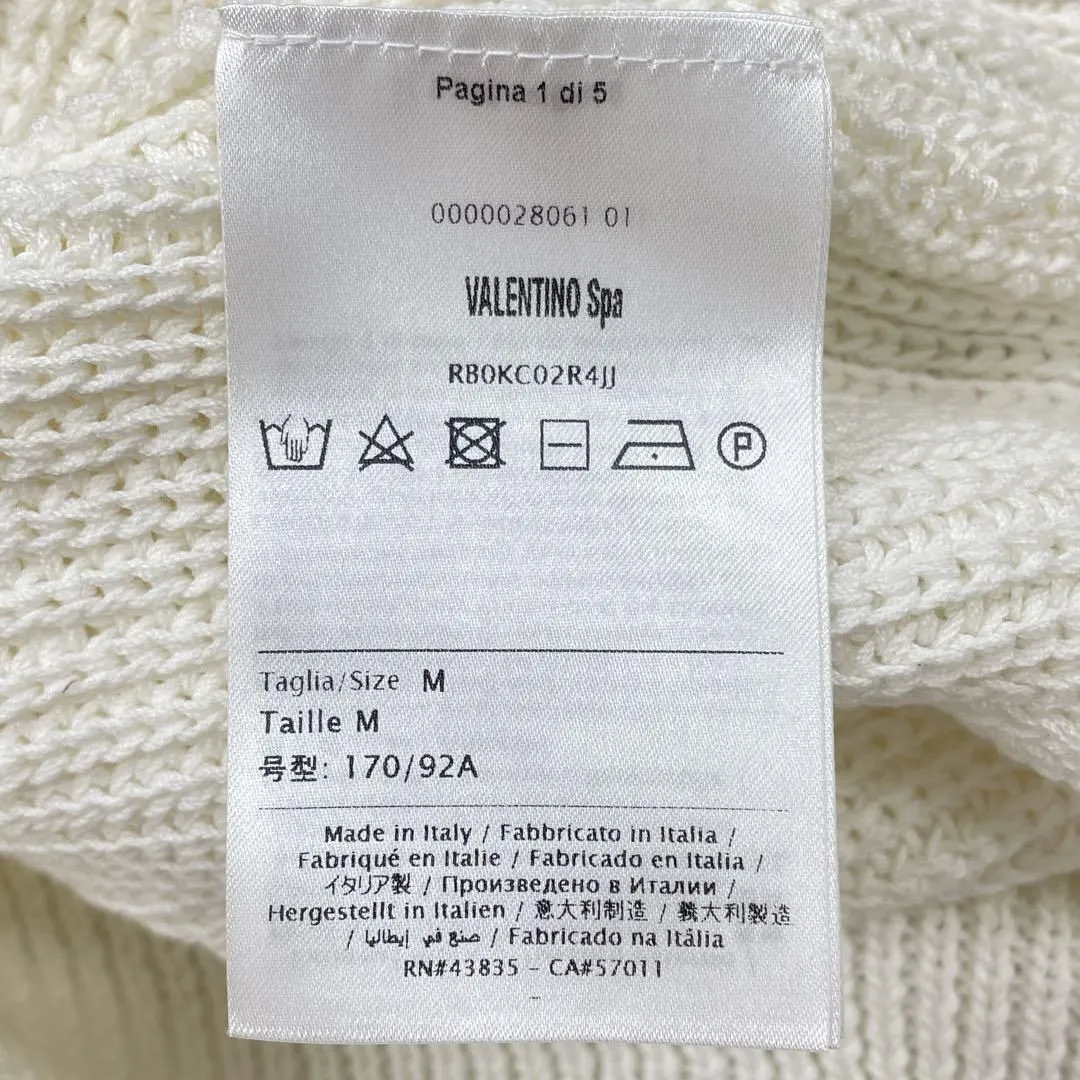 Pagina 1 di 5
0000028061 01
VALENTINO Spa
RB0KC02R4JJ
P
Taglia/Size M
Taille M
号型: 170/92A
Made in Italy / Fabbricato in Italia /
Fabriqué en Italie / Fabricado en Italia /
イタリア製 / Произведено в Италии /
Hergestellt in Italien / 意大利制造 / 義大利製造
/ صنع في إيطاليا / Fabricado na Itália
RN#43835 - CA#57011